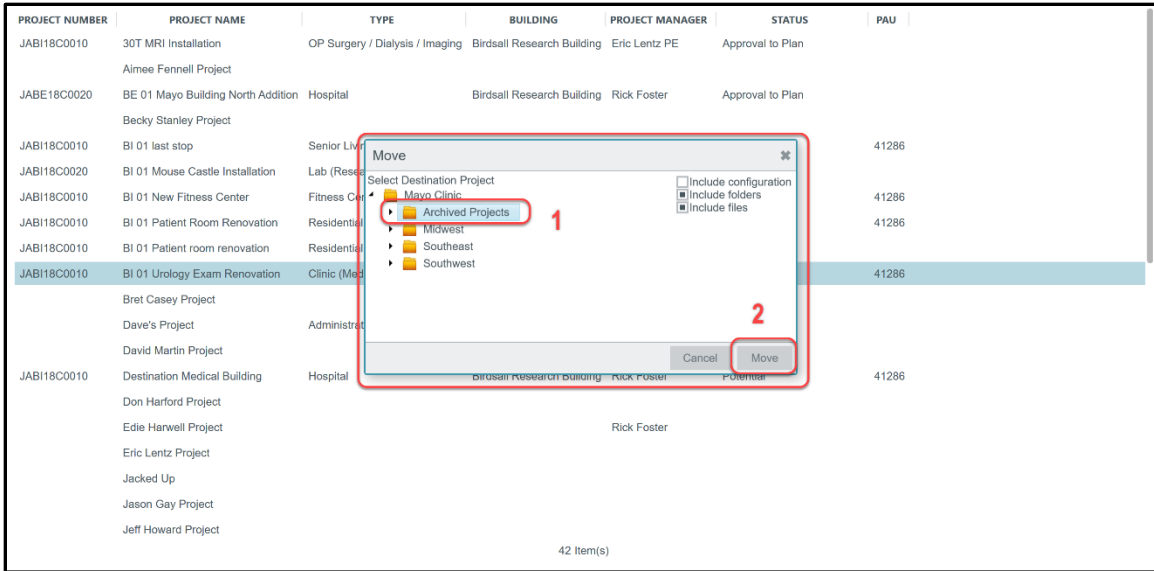 PROJECT NUMBER PROJECT NAME TYPE BUILDING PROJECT MANAGER STATUS PAU
JABI18C0010 30T MRI Installation OP Surgery / Dialysis / Imaging Birdsall Research Building Eric Lentz PE Approval to Plan
Aimee Fennell Project
JABE18C0020 BE 01 Mayo Building North Addition Hospital Birdsall Research Building Rick Foster Approval to Plan
Becky Stanley Project
JABI18C0010 BI 01 last stop Senior Livin 41286
JABI18C0020 BI 01 Mouse Castle Installation Lab (Resea
JABI18C0010 BI 01 New Fitness Center Fitness Cen 41286
JABI18C0010 BI 01 Patient Room Renovation Residential 41286
JABI18C0010 BI 01 Patient room renovation Residential
JABI18C0010 BI 01 Urology Exam Renovation Clinic (Med 41286
Bret Casey Project
Dave's Project Administrat
David Martin Project
JABI18C0010 Destination Medical Building Hospital Birdsall Research Building Rick Foster Potential 41286
Don Harford Project
Edie Harwell Project Rick Foster
Eric Lentz Project
Jacked Up
Jason Gay Project
Jeff Howard Project
42 Item(s)
Move
Select Destination Project
Mayo Clinic
Archived Projects
Midwest
Southeast
Southwest
Include configuration
Include folders
Include files
1
2
Cancel Move